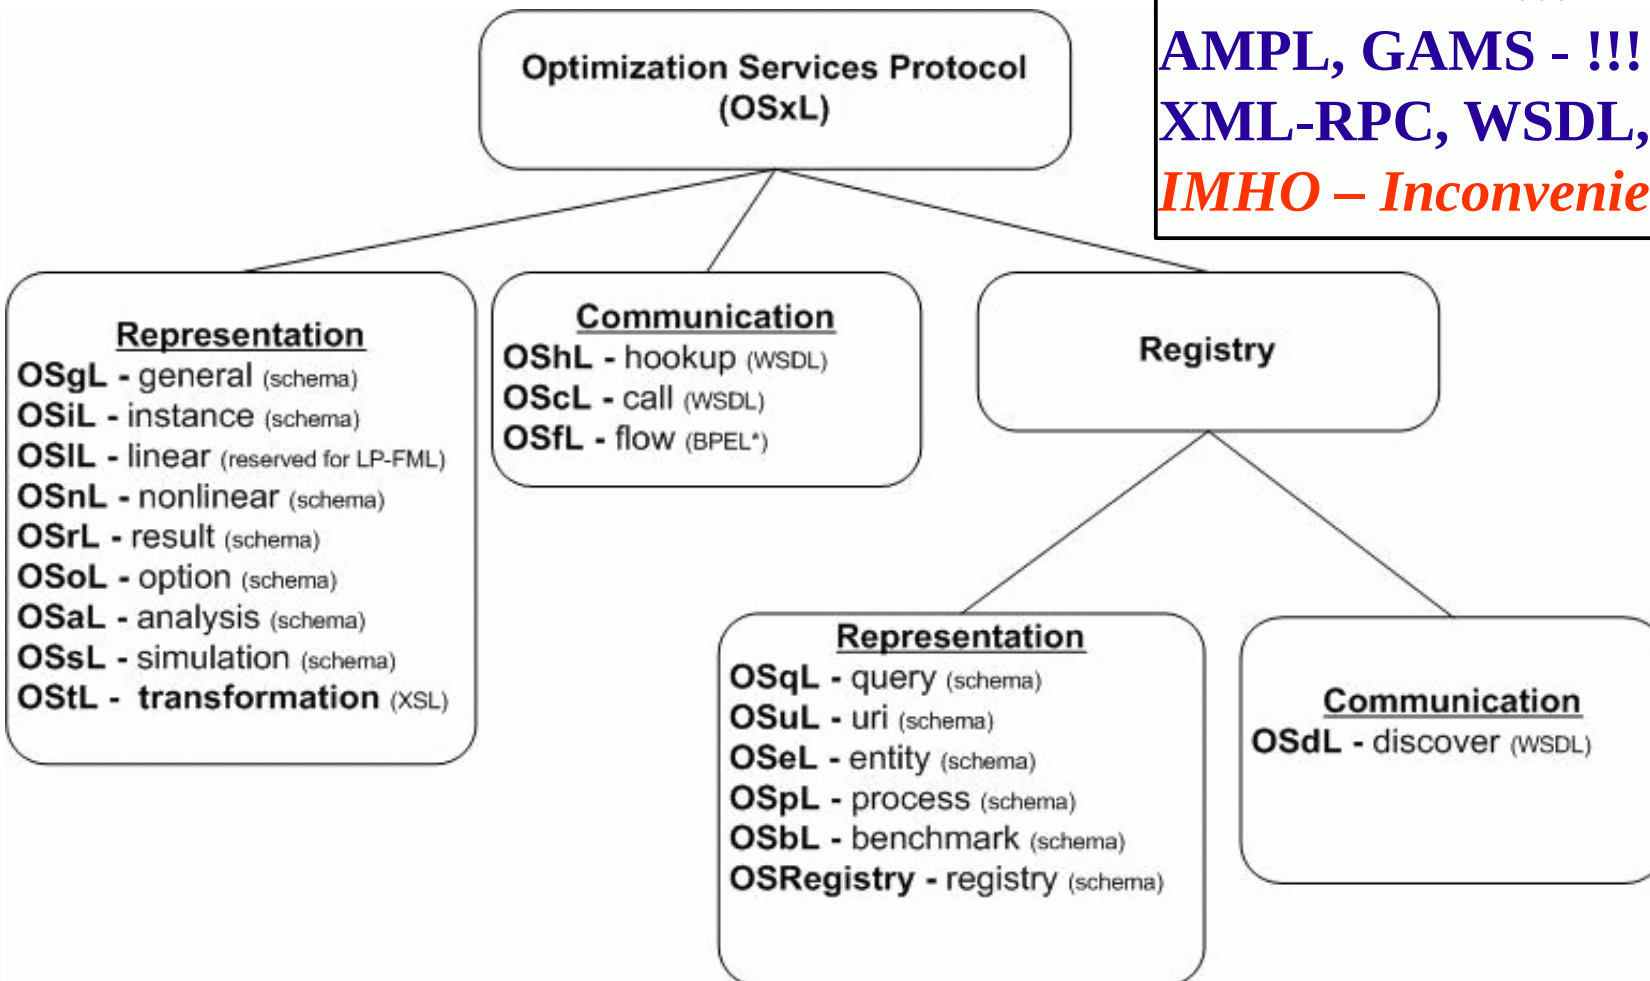 Optimization Services Protocol
(OSxL)
AMPL, GAMS - !!!
XML-RPC, WSDL,
IMHO – Inconvenie
Representation
OSgL - general (schema)
OSiL - instance (schema)
OSlL - linear (reserved for LP-FML)
OSnL - nonlinear (schema)
OSrL - result (schema)
OSoL - option (schema)
OSaL - analysis (schema)
OSsL - simulation (schema)
OStL - transformation (XSL)
Communication
OShL - hookup (WSDL)
OScL - call (WSDL)
OSfL - flow (BPEL*)
Registry
Representation
OSqL - query (schema)
OSuL - uri (schema)
OSeL - entity (schema)
OSpL - process (schema)
OSbL - benchmark (schema)
OSRegistry - registry (schema)
Communication
OSdL - discover (WSDL)